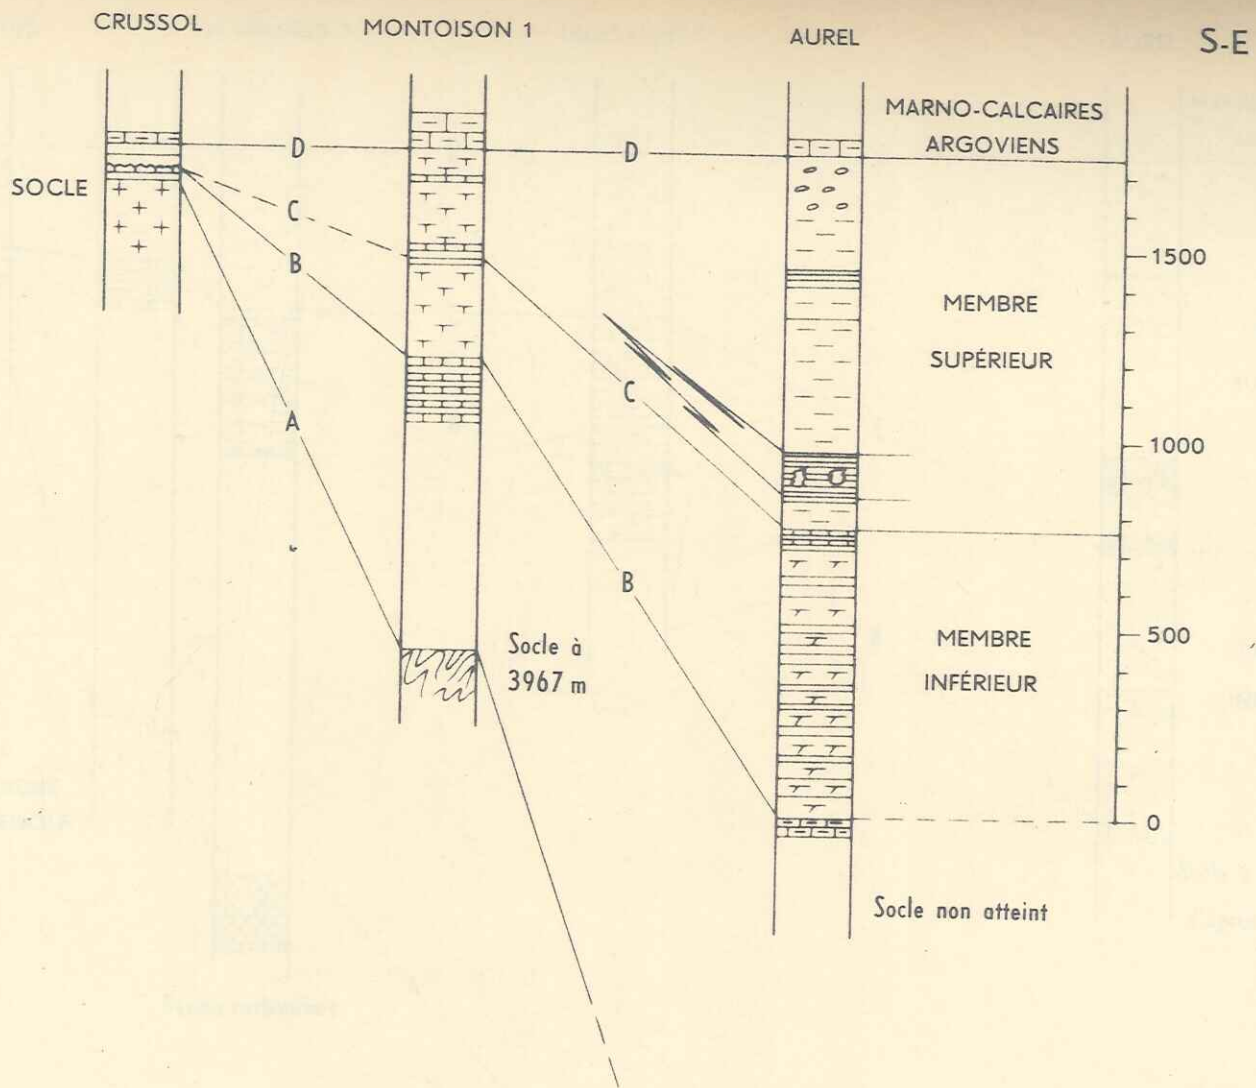 CRUSSOL
MONTOISON 1
AUREL
S-E
MARNO-CALCAIRES
ARGOVIENS
D
D
SOCLE
C
B
A
1500
MEMBRE
SUPÉRIEUR
C
1000
B
Socle à
3967 m
500
MEMBRE
INFÉRIEUR
0
Socle non atteint